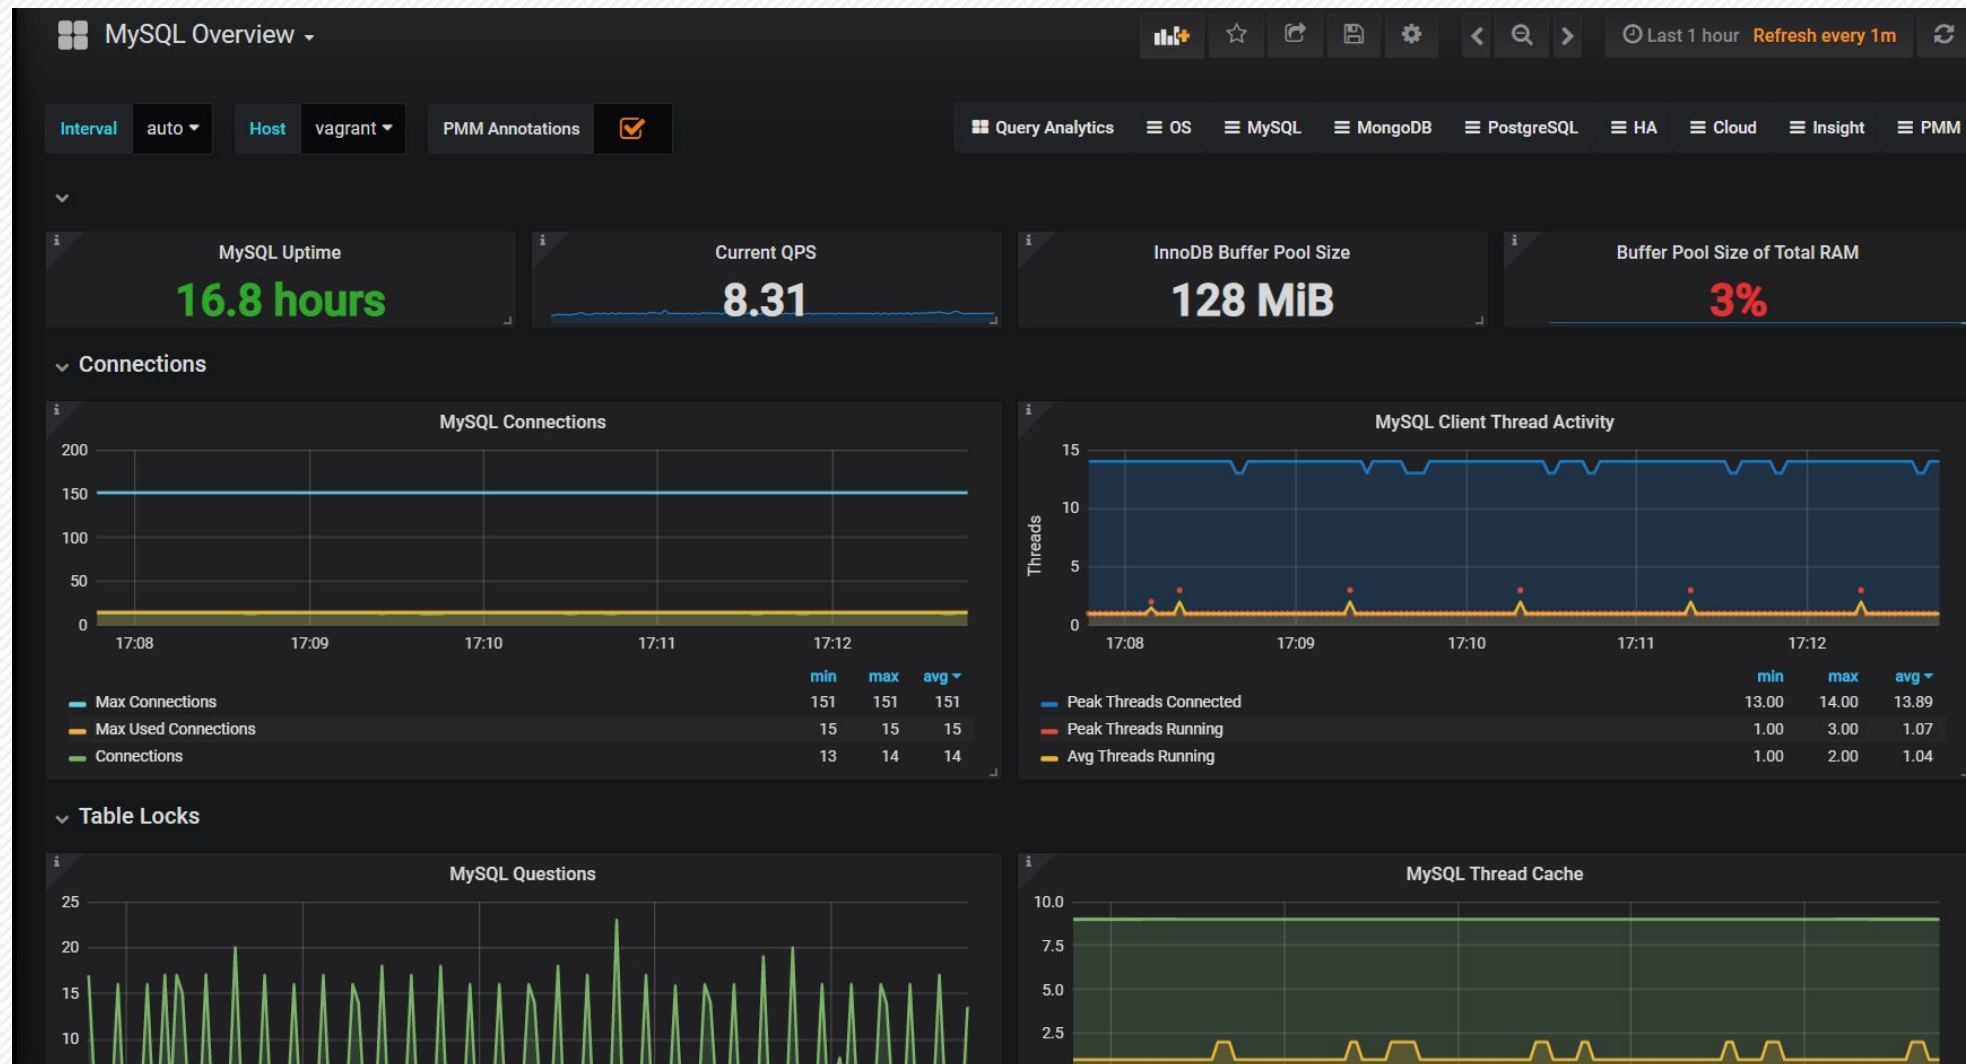 MySQL Overview
Last 1 hour Refresh every 1m
Interval auto Host vagrant PMM Annotations
Query Analytics OS MySQL MongoDB PostgreSQL HA Cloud Insight PMM
MySQL Uptime
16.8 hours
Current QPS
8.31
InnoDB Buffer Pool Size
128 MiB
Buffer Pool Size of Total RAM
3%
Connections
MySQL Connections
200
150
100
50
0
17:08 17:09 17:10 17:11 17:12
min max avg
Max Connections 151 151 151
Max Used Connections 15 15 15
Connections 13 14 14
MySQL Client Thread Activity
Threads
15
10
5
0
17:08 17:09 17:10 17:11 17:12
min max avg
Peak Threads Connected 13.00 14.00 13.89
Peak Threads Running 1.00 3.00 1.07
Avg Threads Running 1.00 2.00 1.04
Table Locks
MySQL Questions
25
20
15
10
MySQL Thread Cache
10.0
7.5
5.0
2.5